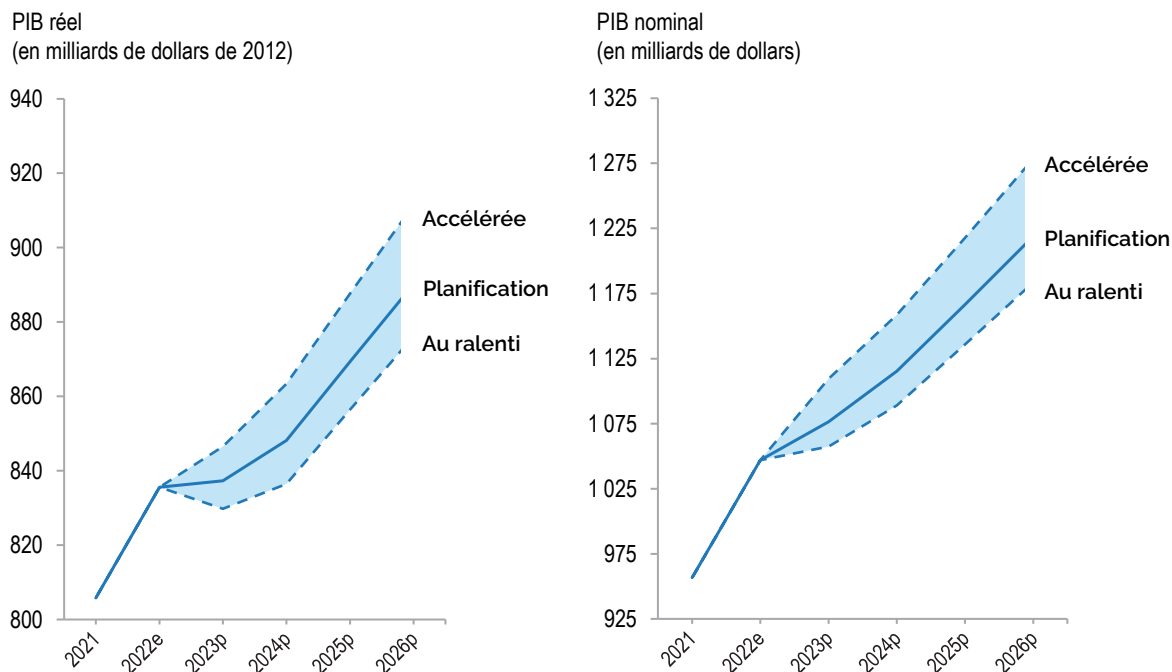 PIB réel
(en milliards de dollars de 2012)
940
920
900
880
860
840
820
800
Accélérée
Planification
Au ralenti
2021
2022e
2023p
2024p
2025p
2026p
PIB nominal
(en milliards de dollars)
1 325
1 275
1 225
1 175
1 125
1 075
1 025
975
925
Accélérée
Planification
Au ralenti
2021
2022e
2023p
2024p
2025p
2026p